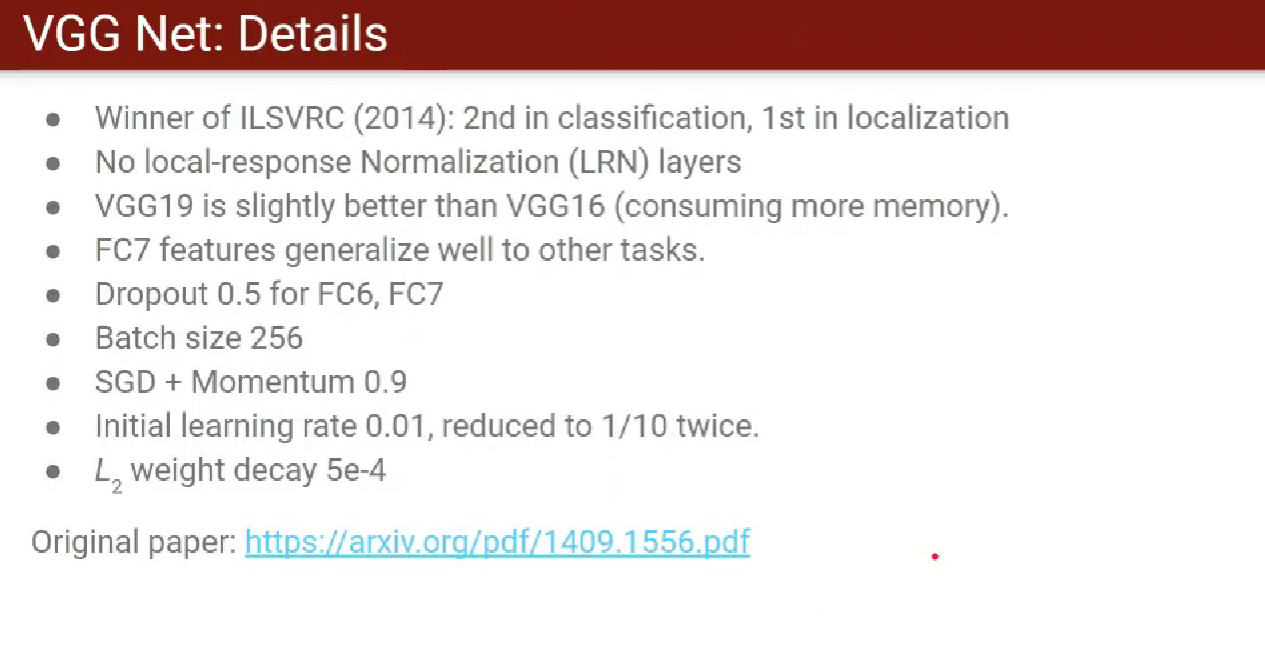 VGG Net: Details
● Winner of ILSVRC (2014): 2nd in classification, 1st in localization
● No local-response Normalization (LRN) layers
● VGG19 is slightly better than VGG16 (consuming more memory).
● FC7 features generalize well to other tasks.
● Dropout 0.5 for FC6, FC7
● Batch size 256
● SGD + Momentum 0.9
● Initial learning rate 0.01, reduced to 1/10 twice.
● L₂ weight decay 5e-4
Original paper: https://arxiv.org/pdf/1409.1556.pdf